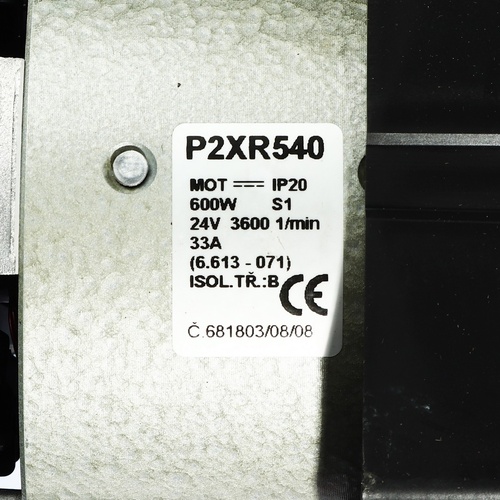 P2XR540
MOT ⎓ IP20
600W S1
24V 3600 1/min
33A
(6.613 - 071)
ISOL.TŘ.:B CE
Č.681803/08/08